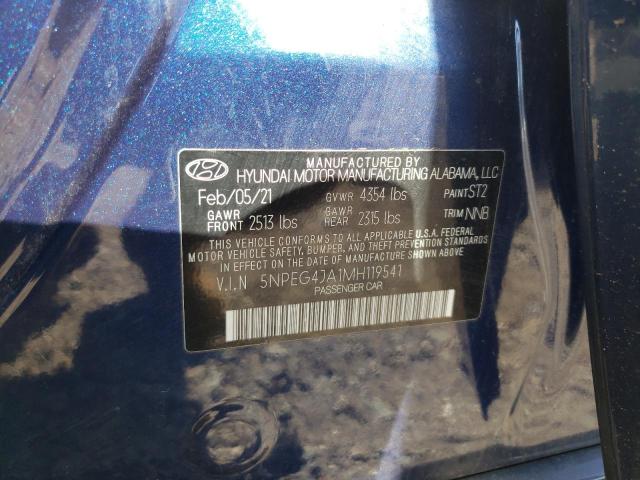 MANUFACTURED BY
HYUNDAI MOTOR MANUFACTURING ALABAMA, LLC
Feb/05/21 GVWR 4354 lbs PAINT ST2
GAWR FRONT 2513 lbs GAWR REAR 2315 lbs TRIM NNB
THIS VEHICLE CONFORMS TO ALL APPLICABLE U.S.A. FEDERAL
MOTOR VEHICLE SAFETY, BUMPER, AND THEFT PREVENTION STANDARDS
IN EFFECT ON THE DATE OF MANUFACTURE SHOWN ABOVE.
V.I.N 5NPEG4JA1MH119541
PASSENGER CAR